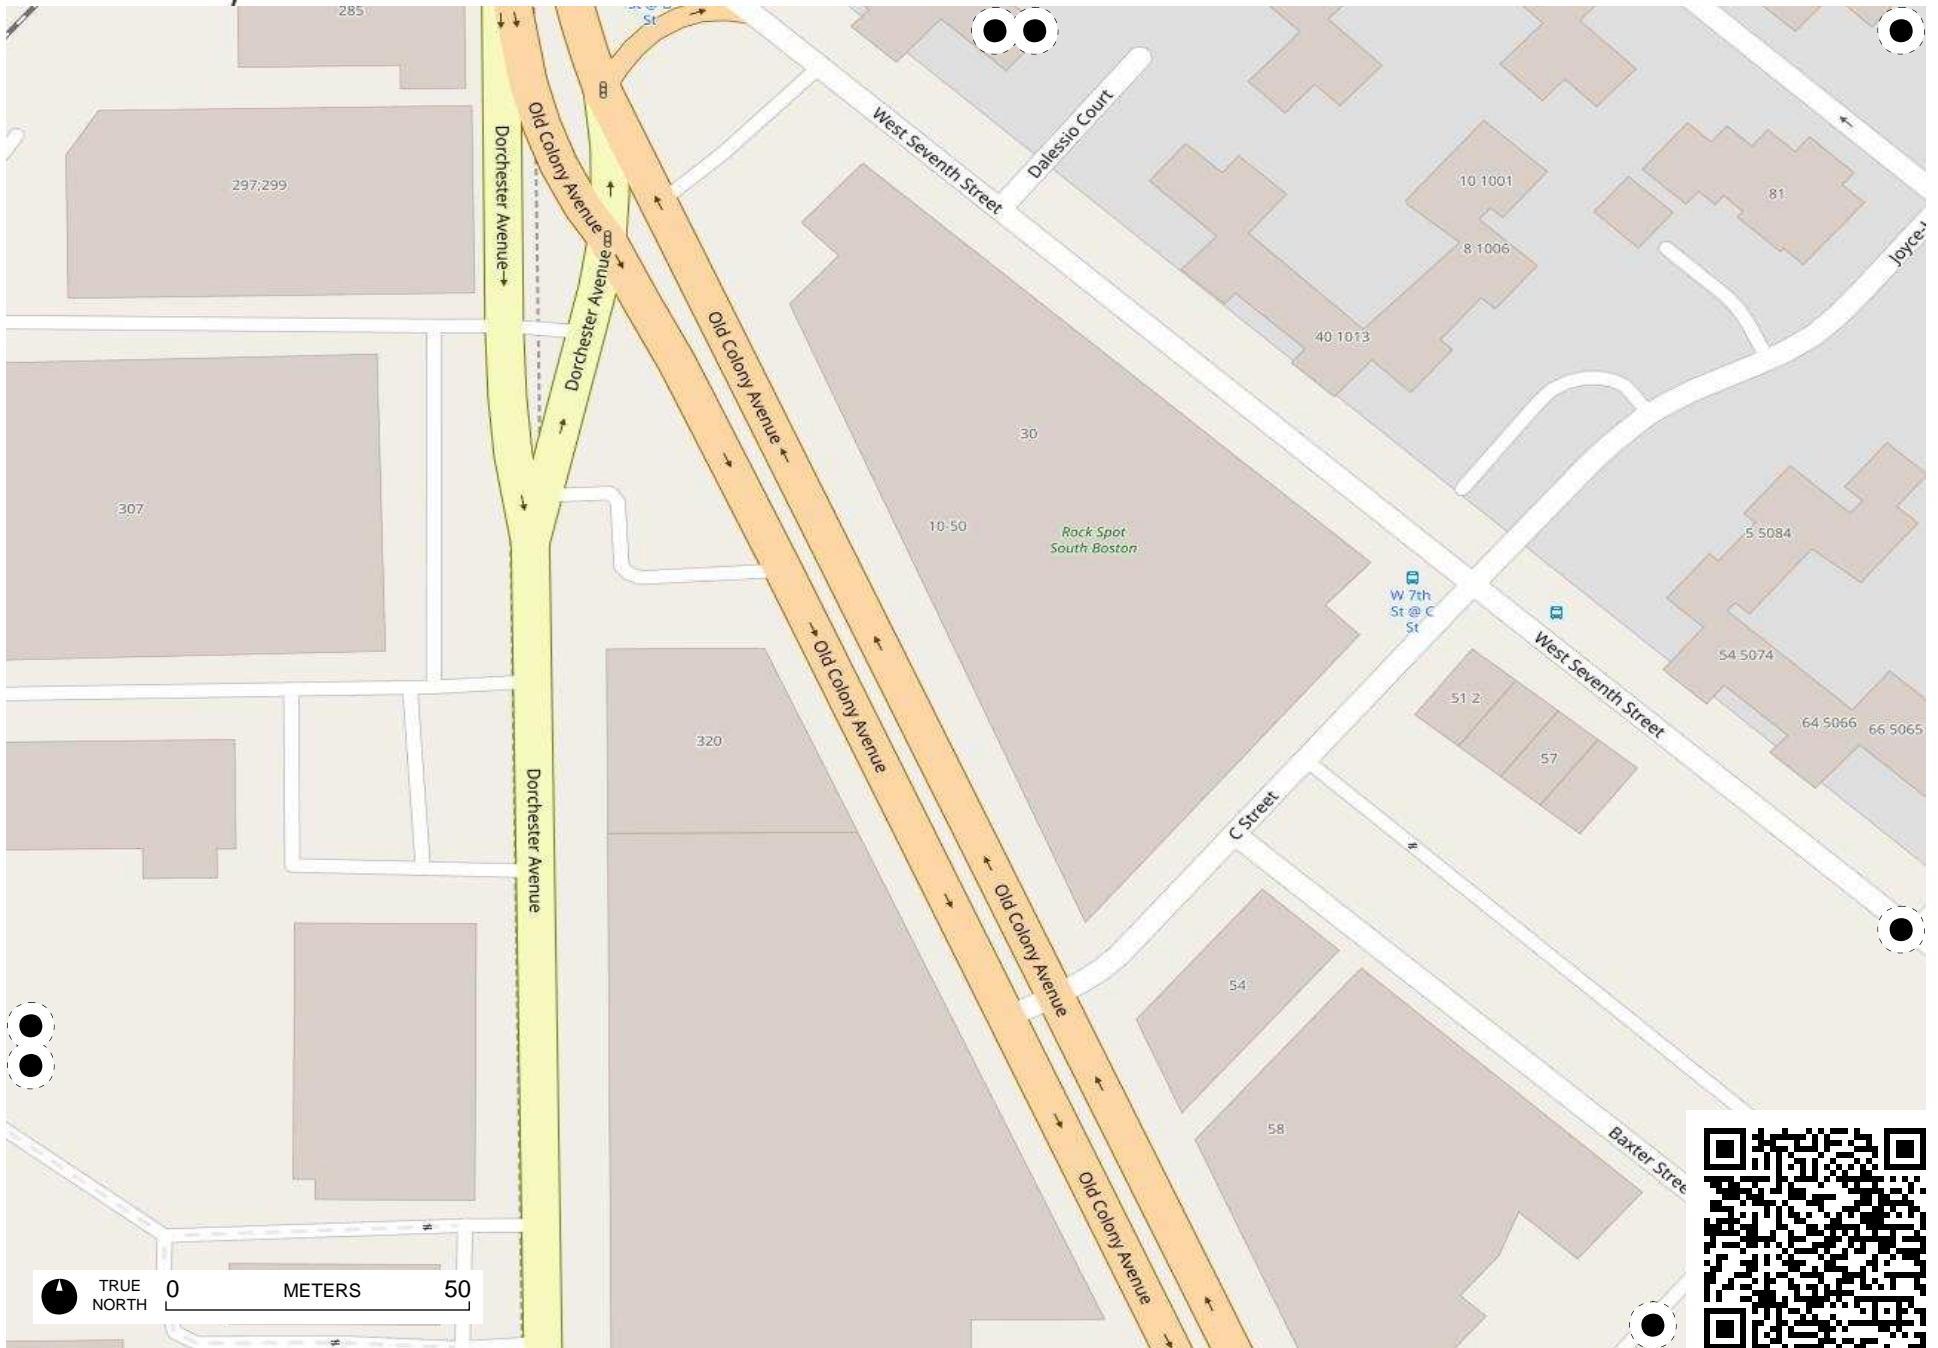 285
St
Dorchester Avenue
Old Colony Avenue
West Seventh Street
Dalessio Court
297;299
10 1001
81
8 1006
40 1013
Dorchester Avenue
Old Colony Avenue
30
307
10-50
Rock Spot
South Boston
5 5084
W 7th
St @ C
St
West Seventh Street
54 5074
51 2
64 5066
66 5065
57
320
Old Colony Avenue
C Street
Dorchester Avenue
Old Colony Avenue
54
58
Baxter Stree
Old Colony Avenue
TRUE
NORTH
0
METERS
50